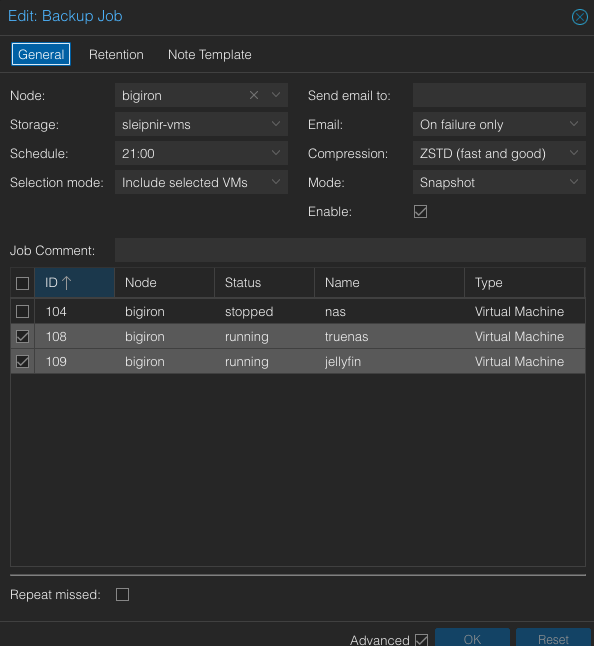 Edit: Backup Job
General Retention Note Template
Node: bigiron Send email to:
Storage: sleipnir-vms Email: On failure only
Schedule: 21:00 Compression: ZSTD (fast and good)
Selection mode: Include selected VMs Mode: Snapshot
Enable:
Job Comment:
ID Node Status Name Type
104 bigiron stopped nas Virtual Machine
108 bigiron running truenas Virtual Machine
109 bigiron running jellyfin Virtual Machine
Repeat missed:
Advanced OK Reset